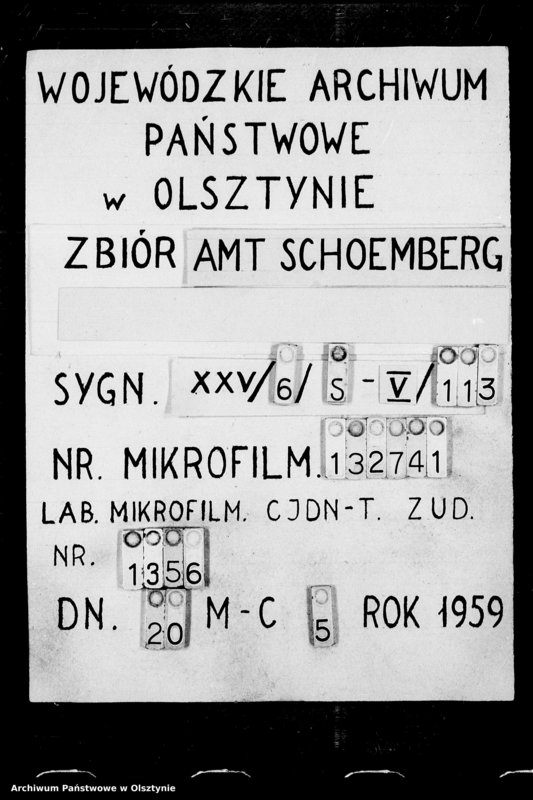 WOJEWÓDZKIE ARCHIWUM
PAŃSTWOWE
w OLSZTYNIE
ZBIÓR AMT SCHOEMBERG
SYGN. XXV/6/S-V/113
NR. MIKROFILM. 132741
LAB. MIKROFILM. CJDN-T. ZUD.
NR. 1356
DN. 20 M-C 5 ROK 1959
Archiwum Państwowe w Olsztynie